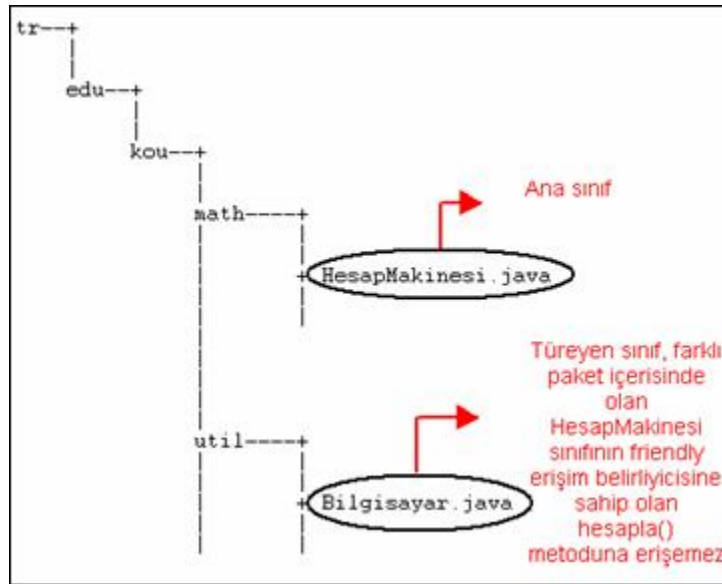 tr--+
edu--+
kou--+
Ana sınıf
math----+
HesapMakinesi.java
Türeyen sınıf, farklı
paket içerisinde
olan
HesapMakinesi
sınıfının friendly
erişim belirliyicisine
sahip olan
hesapla()
metoduna erişemez
util----+
Bilgisayar.java